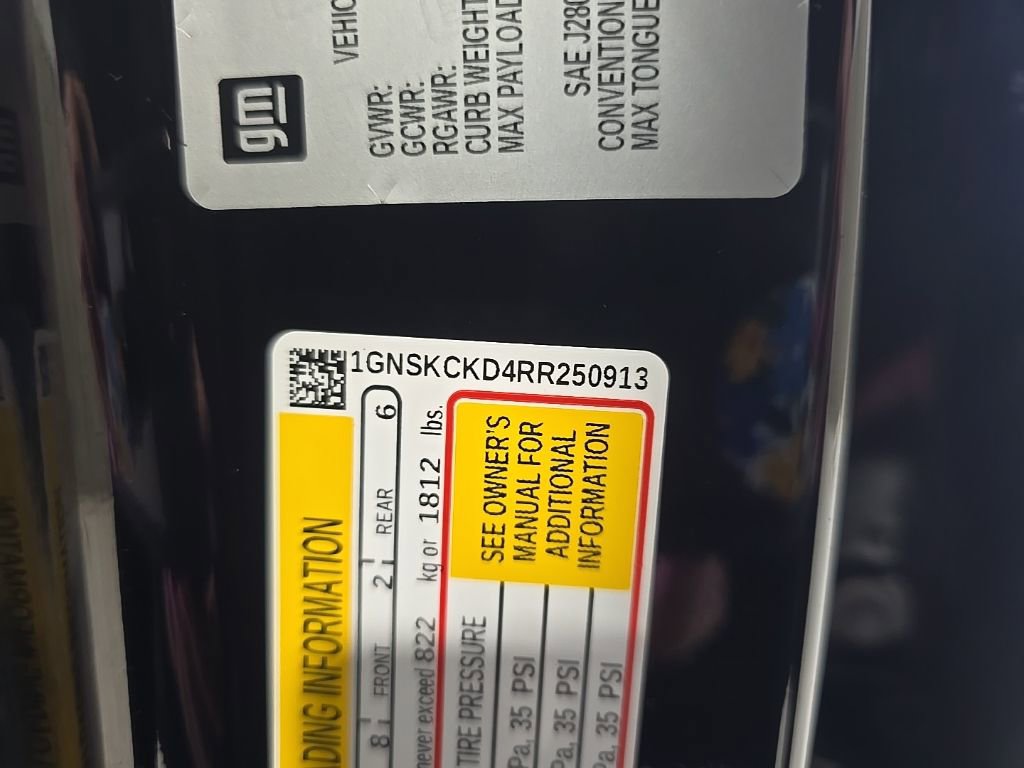 gm
VEHIC
GVWR:
GCWR:
RGAWR:
CURB WEIGHT
MAX PAYLOAD
SAE J280
CONVENTION
MAX TONGUE
1GNSKCKD4RR250913
ADING INFORMATION
8 FRONT 2 REAR 6
never exceed 822 kg or 1812 lbs.
TIRE PRESSURE
SEE OWNER'S
MANUAL FOR
ADDITIONAL
INFORMATION
Pa, 35 PSI
Pa, 35 PSI
Pa, 35 PSI